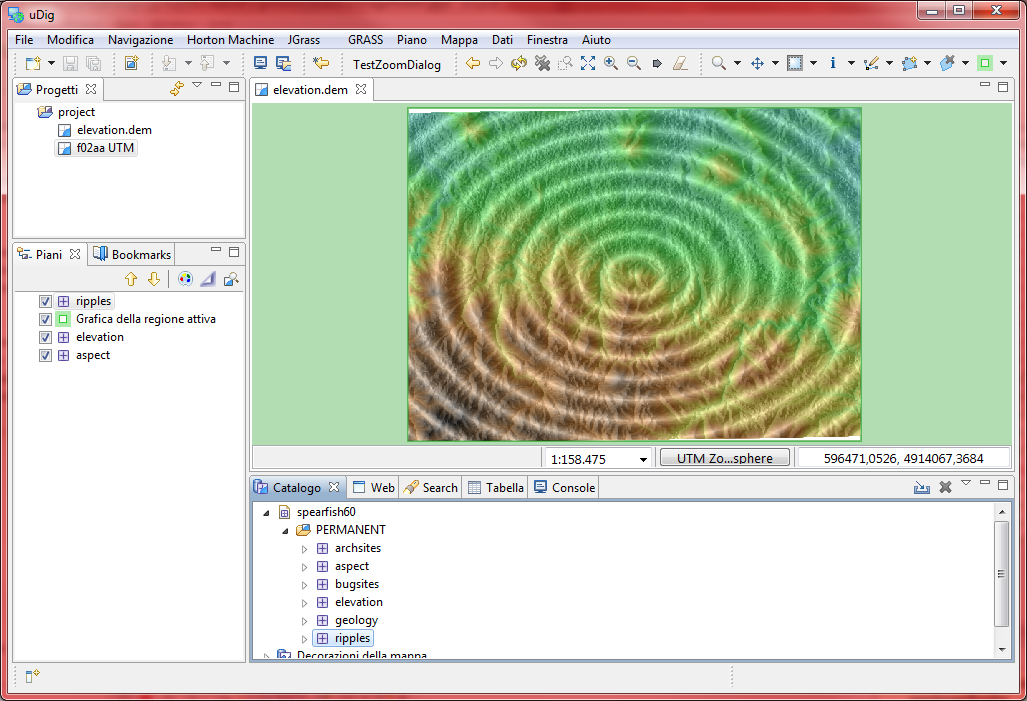 uDig
File Modifica Navigazione Horton Machine JGrass GRASS Piano Mappa Dati Finestra Aiuto
TestZoomDialog
Progetti
project
elevation.dem
f02aa UTM
Piani Bookmarks
ripples
Grafica della regione attiva
elevation
aspect
elevation.dem
1:158.475 UTM Zo...sphere 596471,0526, 4914067,3684
Catalogo Web Search Tabella Console
spearfish60
PERMANENT
archsites
aspect
bugsites
elevation
geology
ripples
Decorazioni della mappa